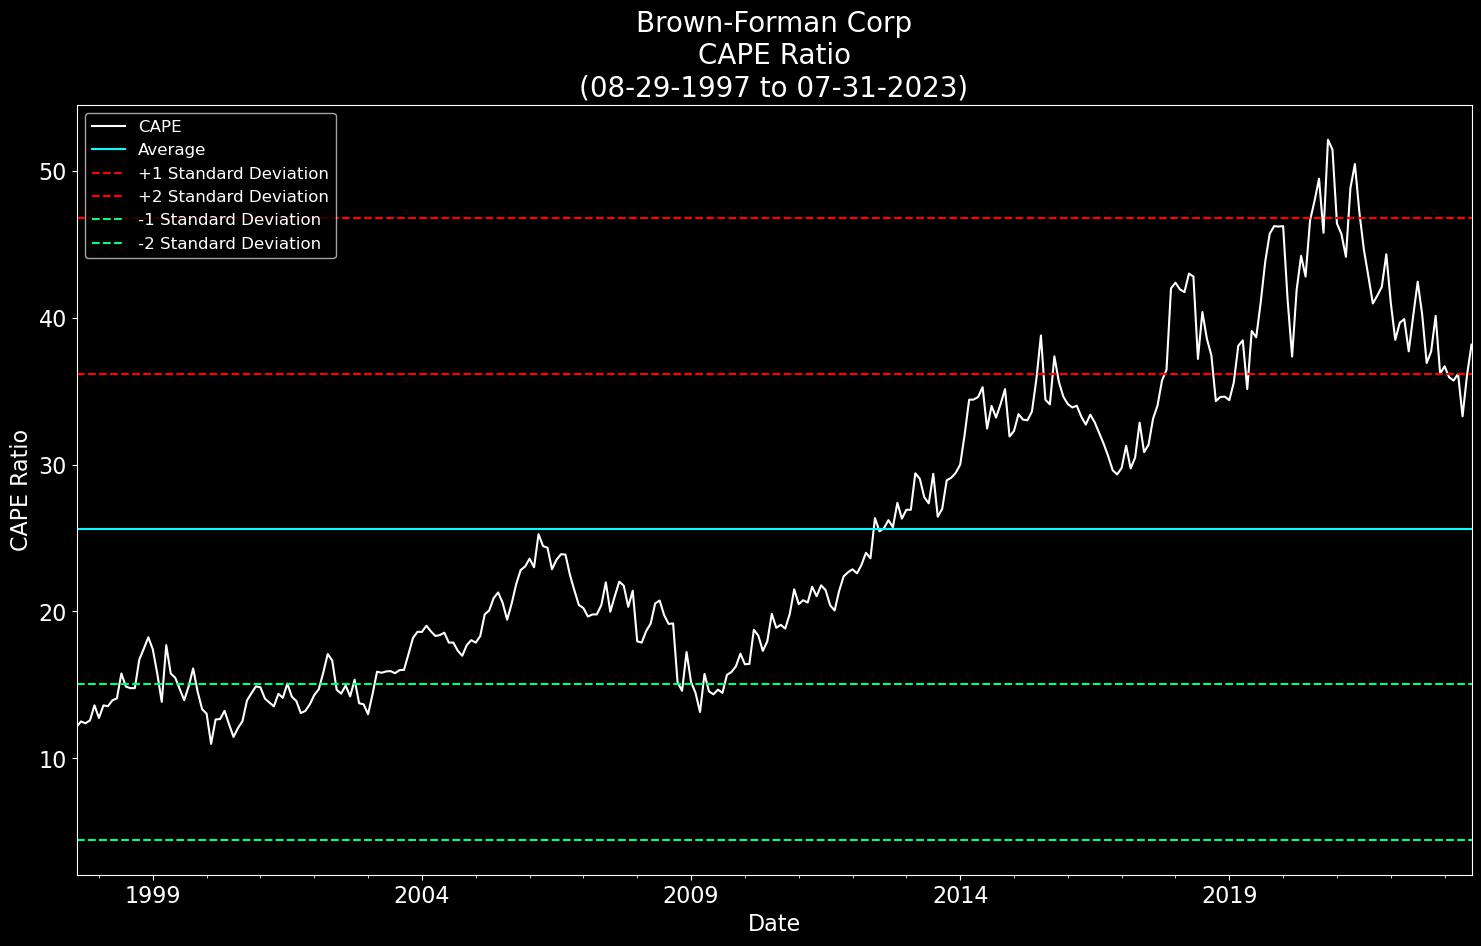 Brown-Forman Corp
CAPE Ratio
(08-29-1997 to 07-31-2023)
CAPE
Average
+1 Standard Deviation
+2 Standard Deviation
-1 Standard Deviation
-2 Standard Deviation
50
40
30
20
10
CAPE Ratio
1999
2004
2009
2014
2019
Date